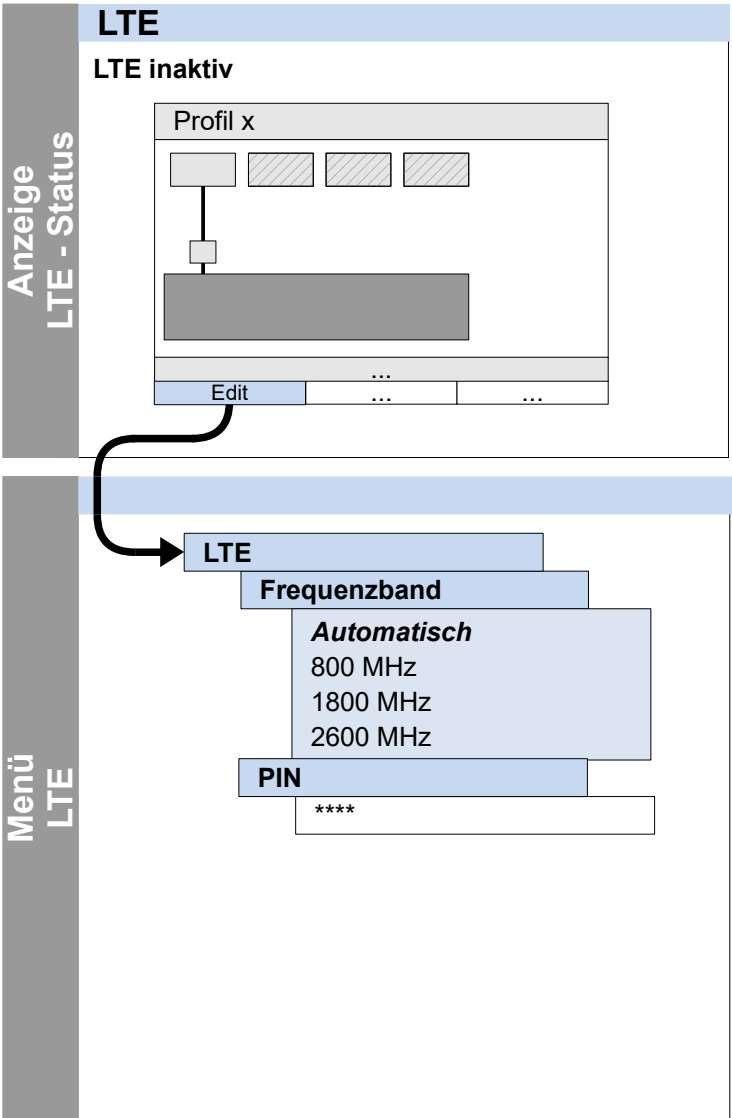 LTE
LTE inaktiv
Anzeige
LTE - Status
Profil x
...
Edit
...
...
Menü
LTE
LTE
Frequenzband
Automatisch
800 MHz
1800 MHz
2600 MHz
PIN
****